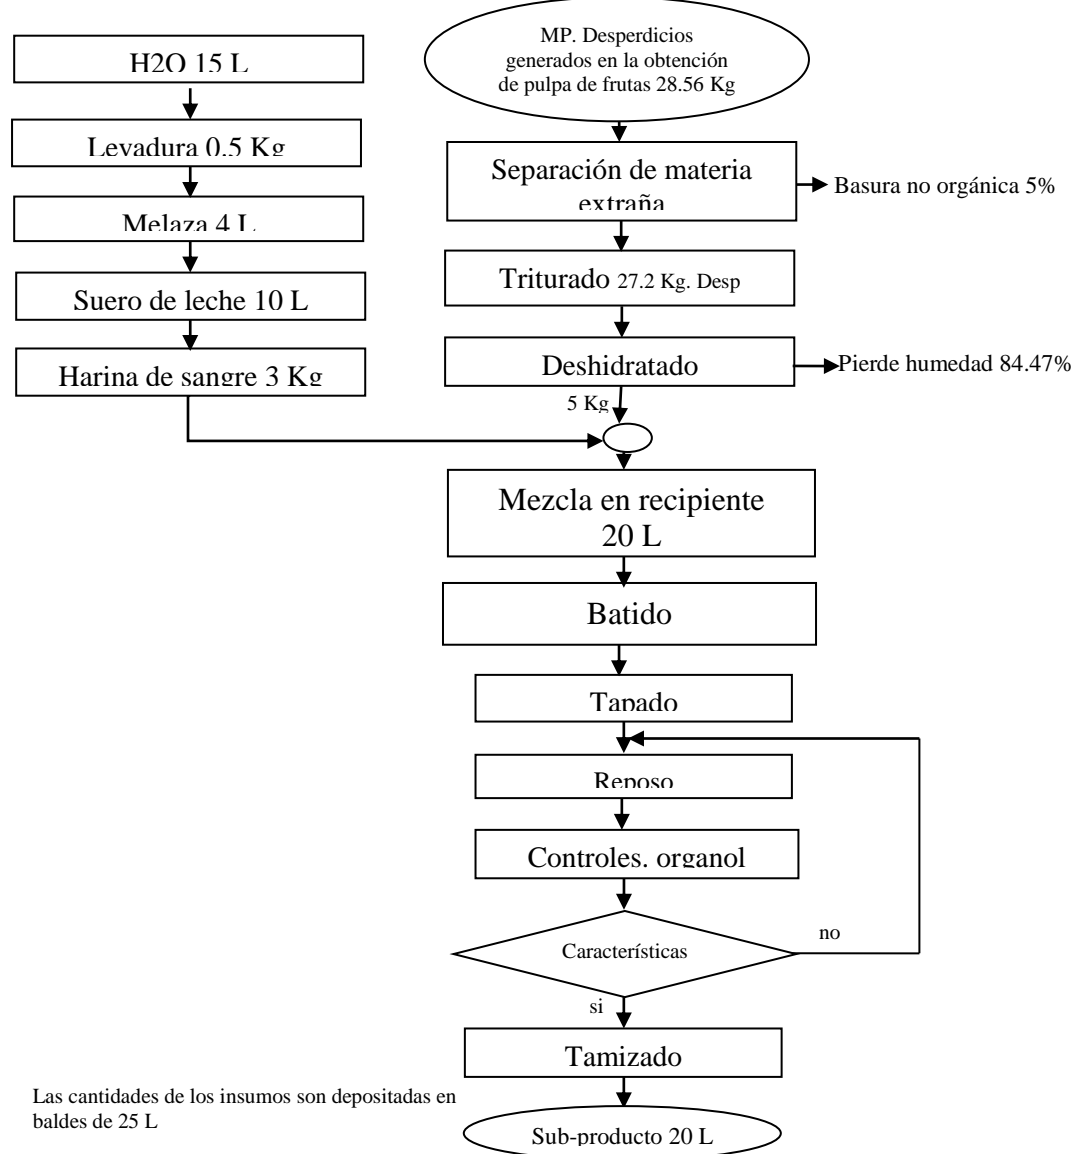 H2O 15 L
Levadura 0.5 Kg
Melaza 4 L
Suero de leche 10 L
Harina de sangre 3 Kg
MP. Desperdicios
generados en la obtención
de pulpa de frutas 28.56 Kg
Separación de materia
extraña
Basura no orgánica 5%
Triturado 27.2 Kg. Desp
Deshidratado
Pierde humedad 84.47%
5 Kg
Mezcla en recipiente
20 L
Batido
Tapado
Reposo
Controles. organol
Características
no
si
Tamizado
Sub-producto 20 L
Las cantidades de los insumos son depositadas en
baldes de 25 L